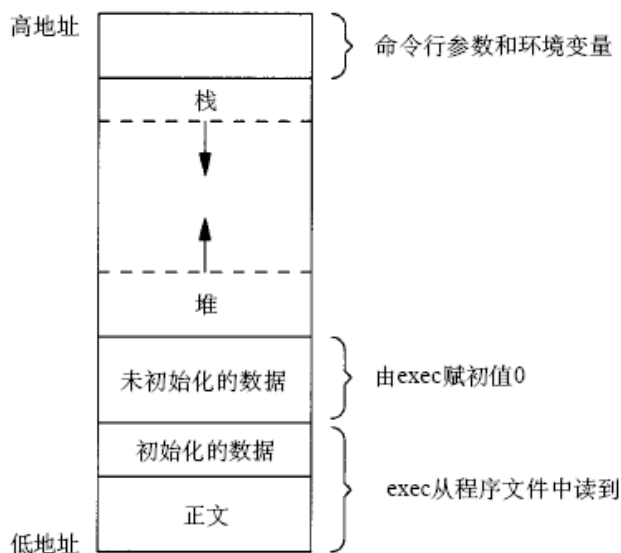 高地址
命令行参数和环境变量
栈
堆
未初始化的数据
由exec赋初值0
初始化的数据
exec从程序文件中读到
正文
低地址